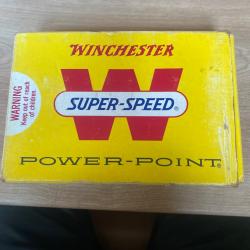 WINCHESTER
W
SUPER-SPEED®
WARNING
Keep out of reach
of children
POWER-POINT®